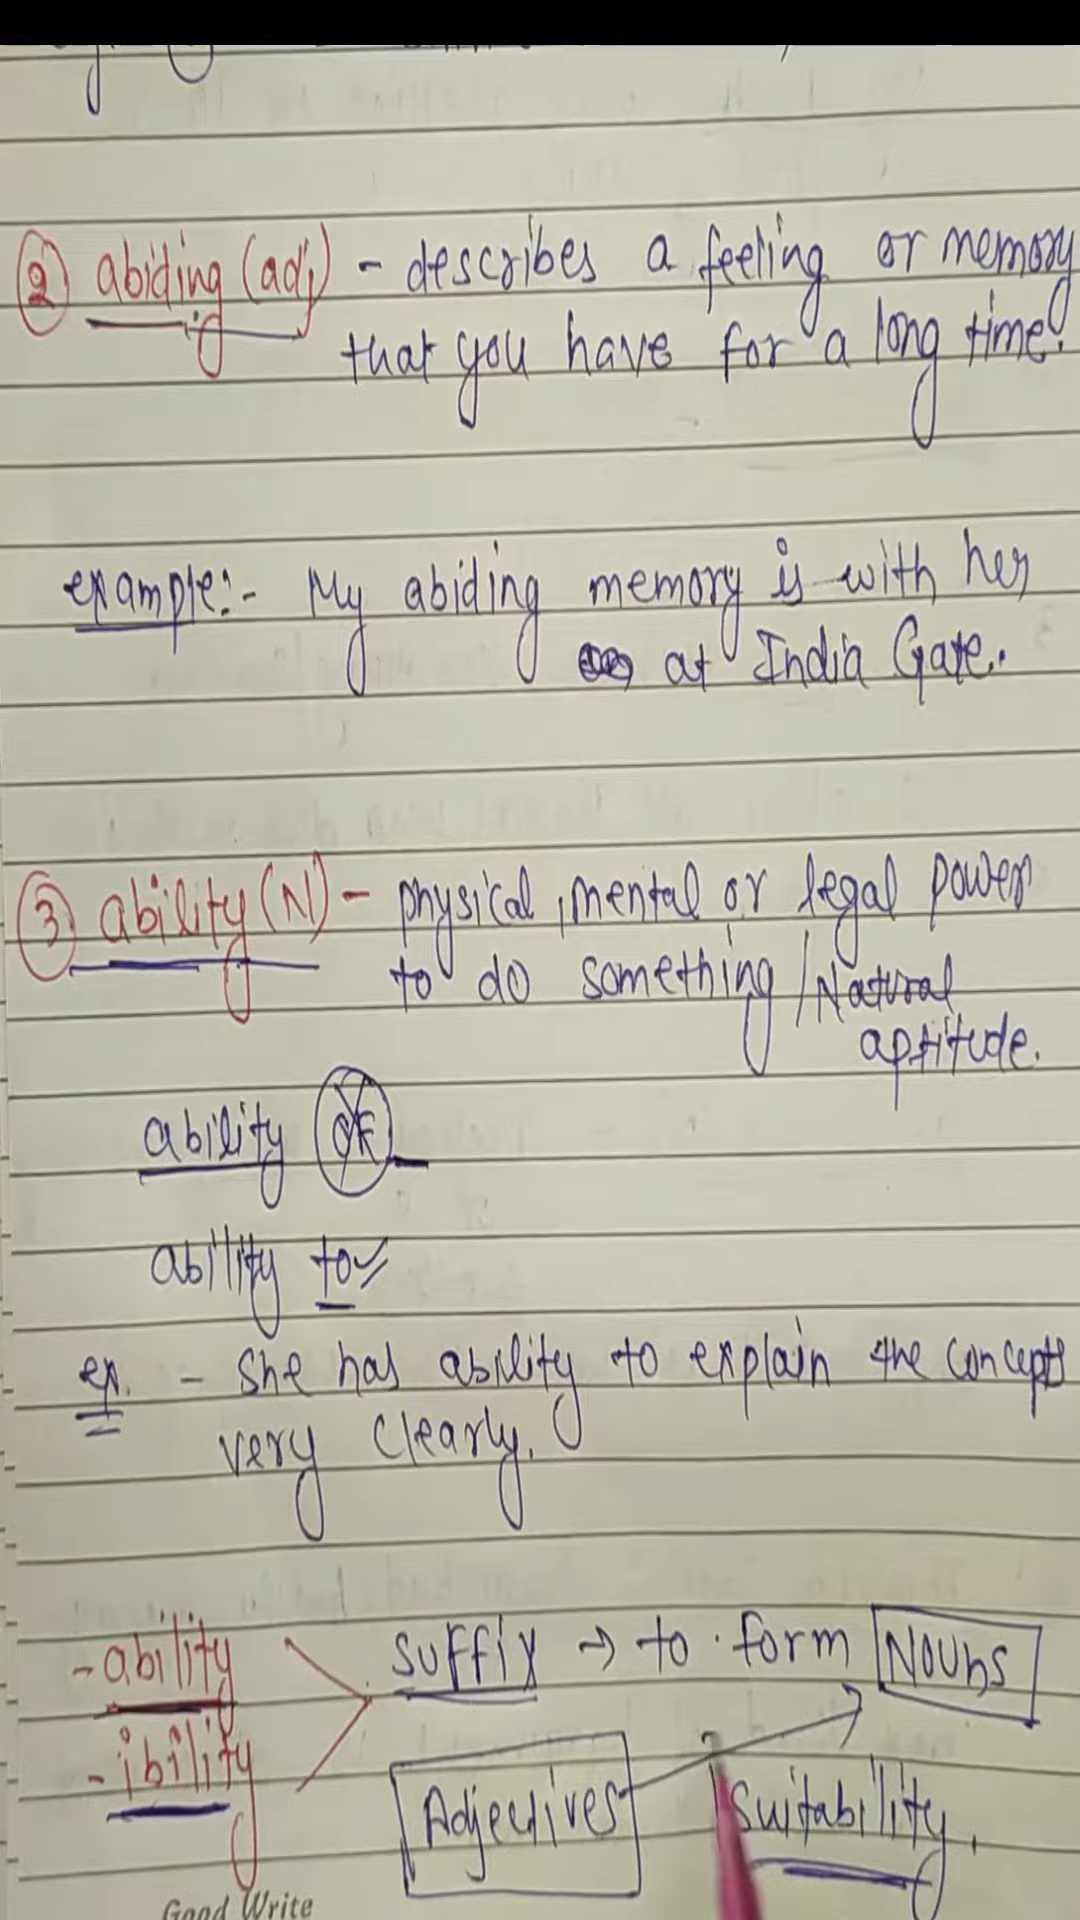 ② abiding (adj) - describes a feeling or memory
that you have for a long time.
example:- My abiding memory is with her
at India Gate.
③ ability (N) - physical, mental or legal power
to do something / Natural
aptitude.
ability of
ability to
ex. - She has ability to explain the concepts
very clearly.
-ability
suffix → to form Nouns
-ibility
Adjectives
suitability,
Good Write